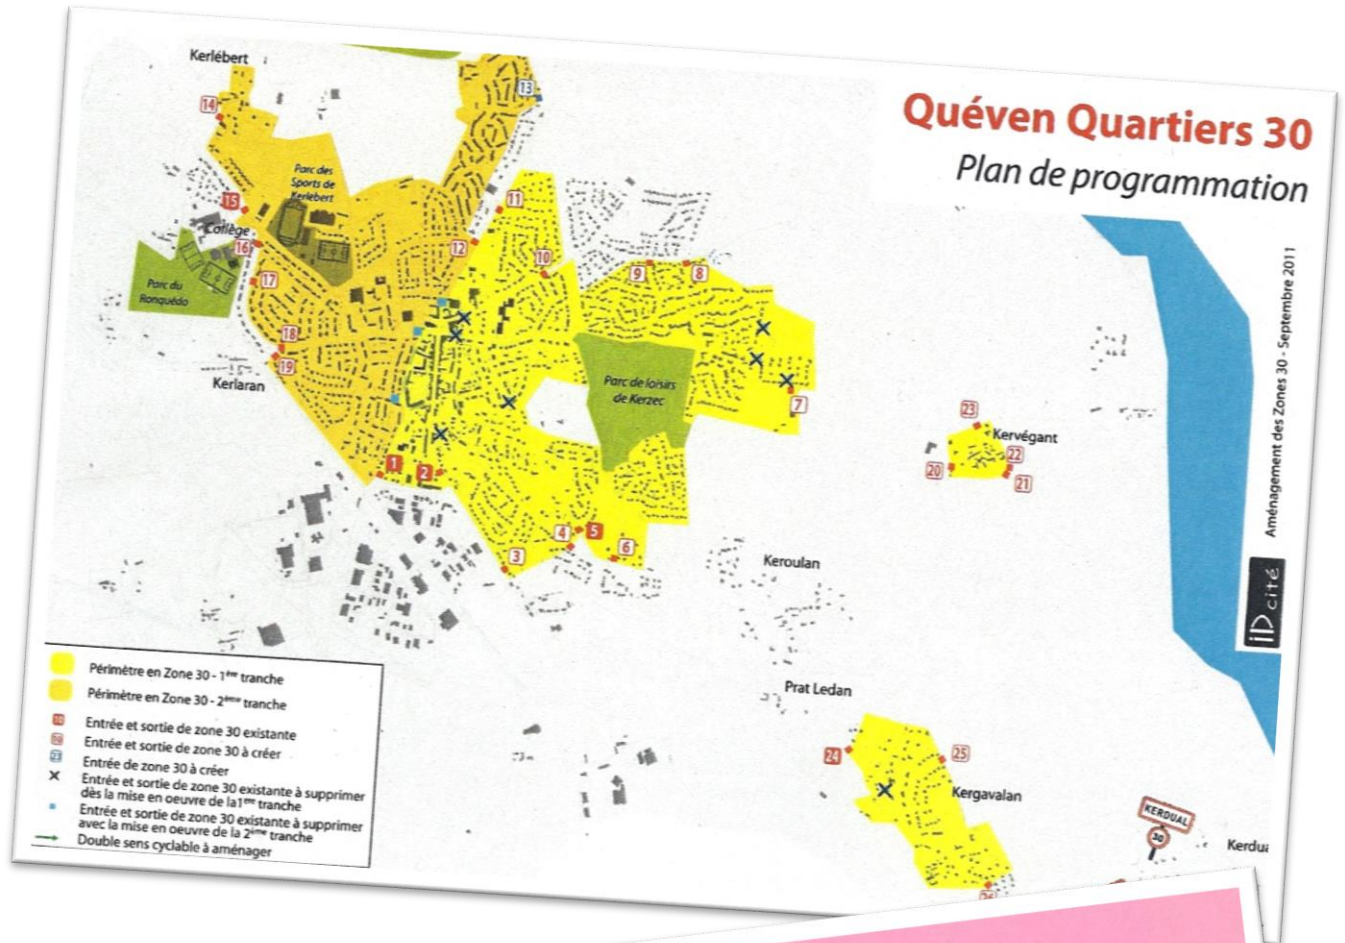 Quéven Quartiers 30
Plan de programmation
Kerlébert
13
14
Parc des
Sports de
Kerlebert
15
11
Collège
16
12
10
9
8
17
Parc du
Ronquédo
18
19
Kerlaran
Parc de loisirs
de Kerzec
7
23
Kervégant
22
20
21
1
2
4
5
3
6
Keroulan
Prat Ledan
24
25
Kergavalan
26
KERDUAL
30
Kerdua
Aménagement des Zones 30 - Septembre 2011
iD cité
Périmètre en Zone 30 - 1ère tranche
Périmètre en Zone 30 - 2ème tranche
10 Entrée et sortie de zone 30 existante
Entrée et sortie de zone 30 à créer
23 Entrée de zone 30 à créer
Entrée et sortie de zone 30 existante à supprimer
dès la mise en oeuvre de la1ère tranche
Entrée et sortie de zone 30 existante à supprimer
avec la mise en oeuvre de la 2ème tranche
Double sens cyclable à aménager